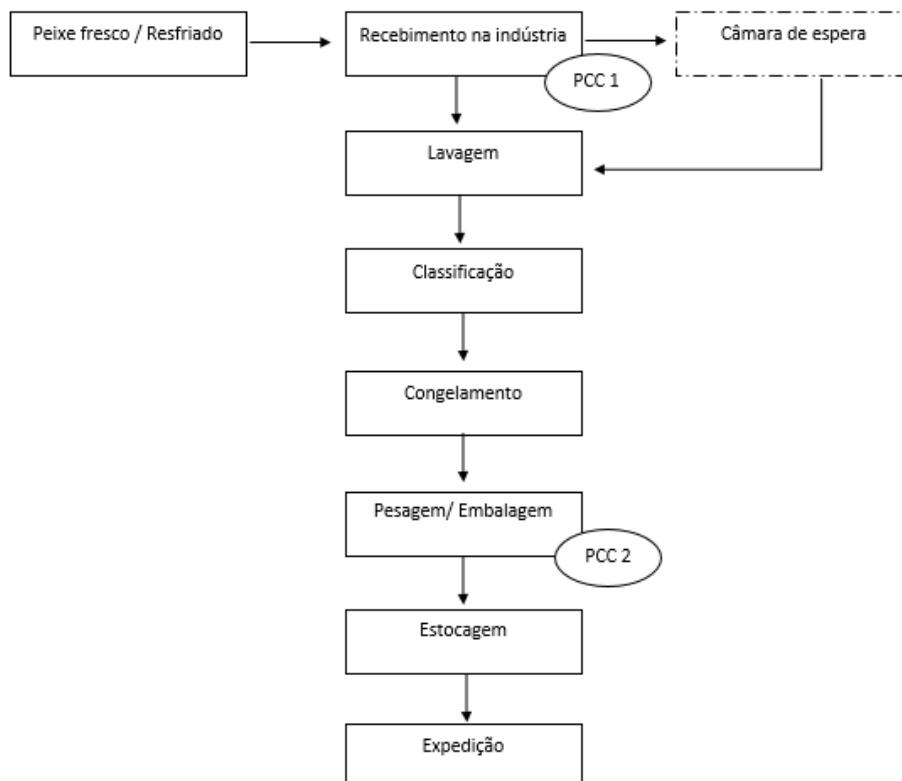 Peixe fresco / Resfriado
Recebimento na indústria
Câmara de espera
PCC 1
Lavagem
Classificação
Congelamento
Pesagem/ Embalagem
PCC 2
Estocagem
Expedição